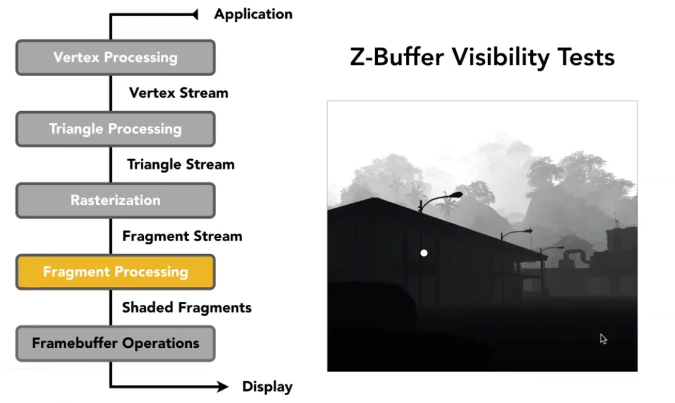 Application
Vertex Processing
Vertex Stream
Triangle Processing
Triangle Stream
Rasterization
Fragment Stream
Fragment Processing
Shaded Fragments
Framebuffer Operations
Display
Z-Buffer Visibility Tests